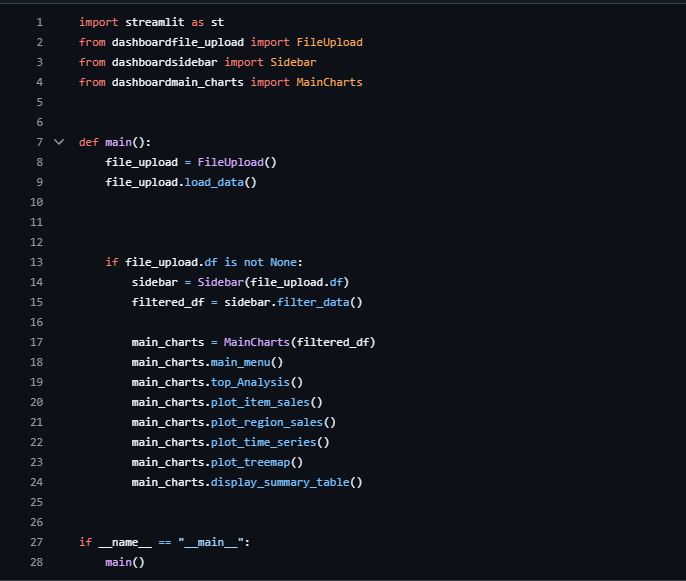 1 import streamlit as st
2 from dashboardfile_upload import FileUpload
3 from dashboardsidebar import Sidebar
4 from dashboardmain_charts import MainCharts
5
6
7 def main():
8     file_upload = FileUpload()
9     file_upload.load_data()
10
11
12
13     if file_upload.df is not None:
14         sidebar = Sidebar(file_upload.df)
15         filtered_df = sidebar.filter_data()
16
17         main_charts = MainCharts(filtered_df)
18         main_charts.main_menu()
19         main_charts.top_Analysis()
20         main_charts.plot_item_sales()
21         main_charts.plot_region_sales()
22         main_charts.plot_time_series()
23         main_charts.plot_treemap()
24         main_charts.display_summary_table()
25
26
27 if __name__ == "__main__":
28     main()